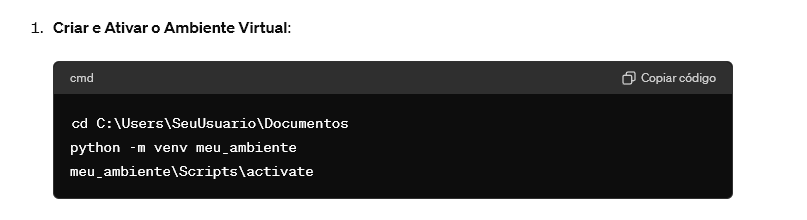 1. Criar e Ativar o Ambiente Virtual:
cmd
Copiar código
cd C:\Users\SeuUsuario\Documentos
python -m venv meu_ambiente
meu_ambiente\Scripts\activate